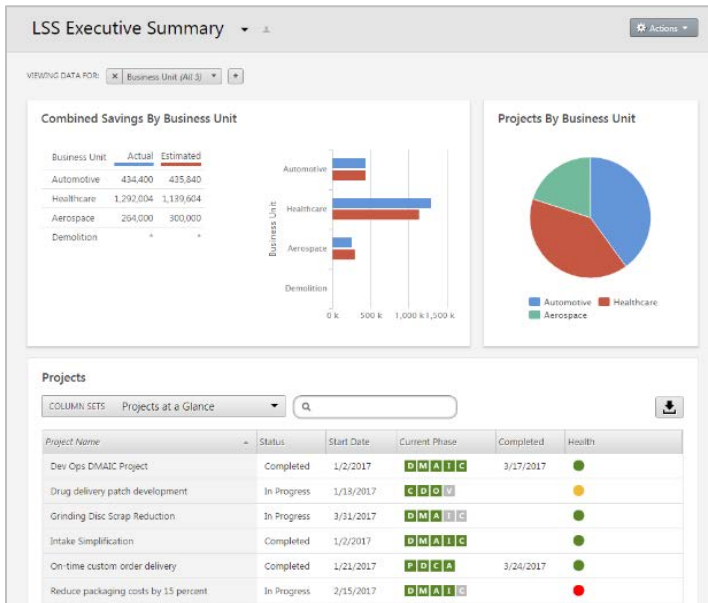 LSS Executive Summary
Actions
VIEWING DATA FOR: × Business Unit (All 3) +
Combined Savings By Business Unit
Business Unit Actual Estimated
Automotive 434,400 435,840
Healthcare 1,292,004 1,139,604
Aerospace 264,000 300,000
Demolition * *
Business Unit
Automotive
Healthcare
Aerospace
Demolition
0 k 500 k 1,000 k 1,500 k
Projects By Business Unit
Automotive Healthcare
Aerospace
Projects
COLUMN SETS Projects at a Glance
Project Name Status Start Date Current Phase Completed Health
Dev Ops DMAIC Project Completed 1/2/2017 D M A I C 3/17/2017
Drug delivery patch development In Progress 1/13/2017 C D O V
Grinding Disc Scrap Reduction In Progress 3/31/2017 D M A I C
Intake Simplification Completed 1/2/2017 D M A I C
On-time custom order delivery Completed 1/21/2017 P D C A 3/24/2017
Reduce packaging costs by 15 percent In Progress 2/15/2017 D M A I C